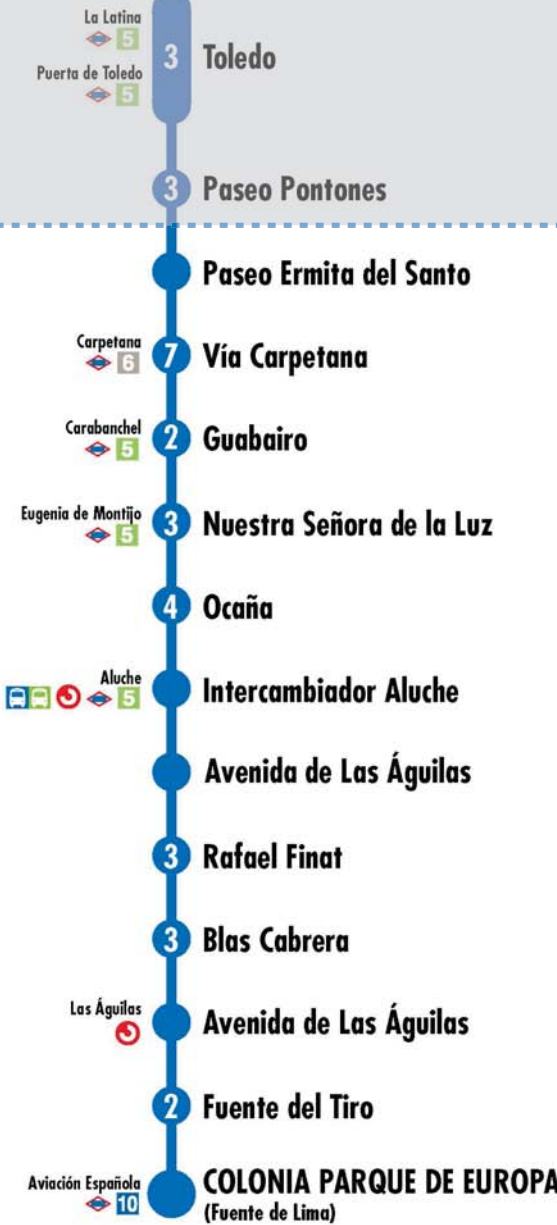 La Latina
5
Puerta de Toledo
5
3 Toledo
3 Paseo Pontones
Paseo Ermita del Santo
Carpetana
6
7 Vía Carpetana
Carabanchel
5
2 Guabairo
Eugenia de Montijo
5
3 Nuestra Señora de la Luz
4 Ocaña
Aluche
5
Intercambiador Aluche
Avenida de Las Águilas
3 Rafael Finat
3 Blas Cabrera
Las Águilas
Avenida de Las Águilas
2 Fuente del Tiro
Aviación Española
10
COLONIA PARQUE DE EUROPA
(Fuente de Lima)